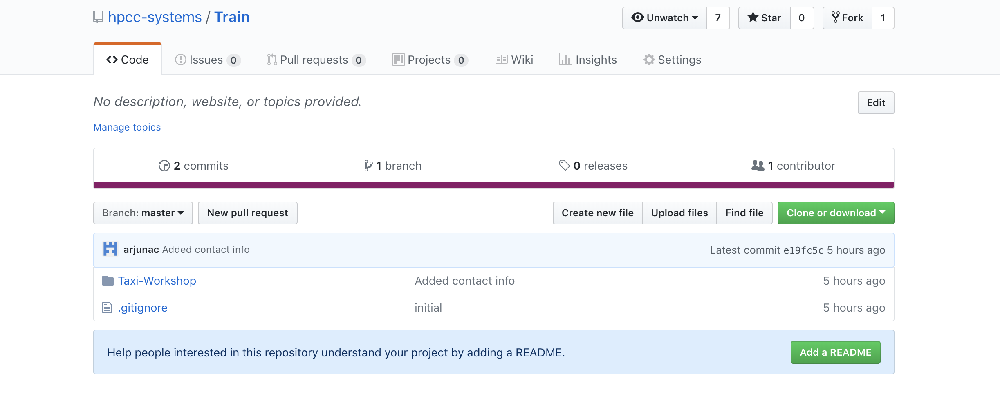 hpcc-systems / Train Unwatch 7 Star 0 Fork 1
Code Issues 0 Pull requests 0 Projects 0 Wiki Insights Settings
No description, website, or topics provided. Edit
Manage topics
2 commits 1 branch 0 releases 1 contributor
Branch: master New pull request Create new file Upload files Find file Clone or download
arjunac Added contact info Latest commit e19fc5c 5 hours ago
Taxi-Workshop Added contact info 5 hours ago
.gitignore initial 5 hours ago
Help people interested in this repository understand your project by adding a README. Add a README